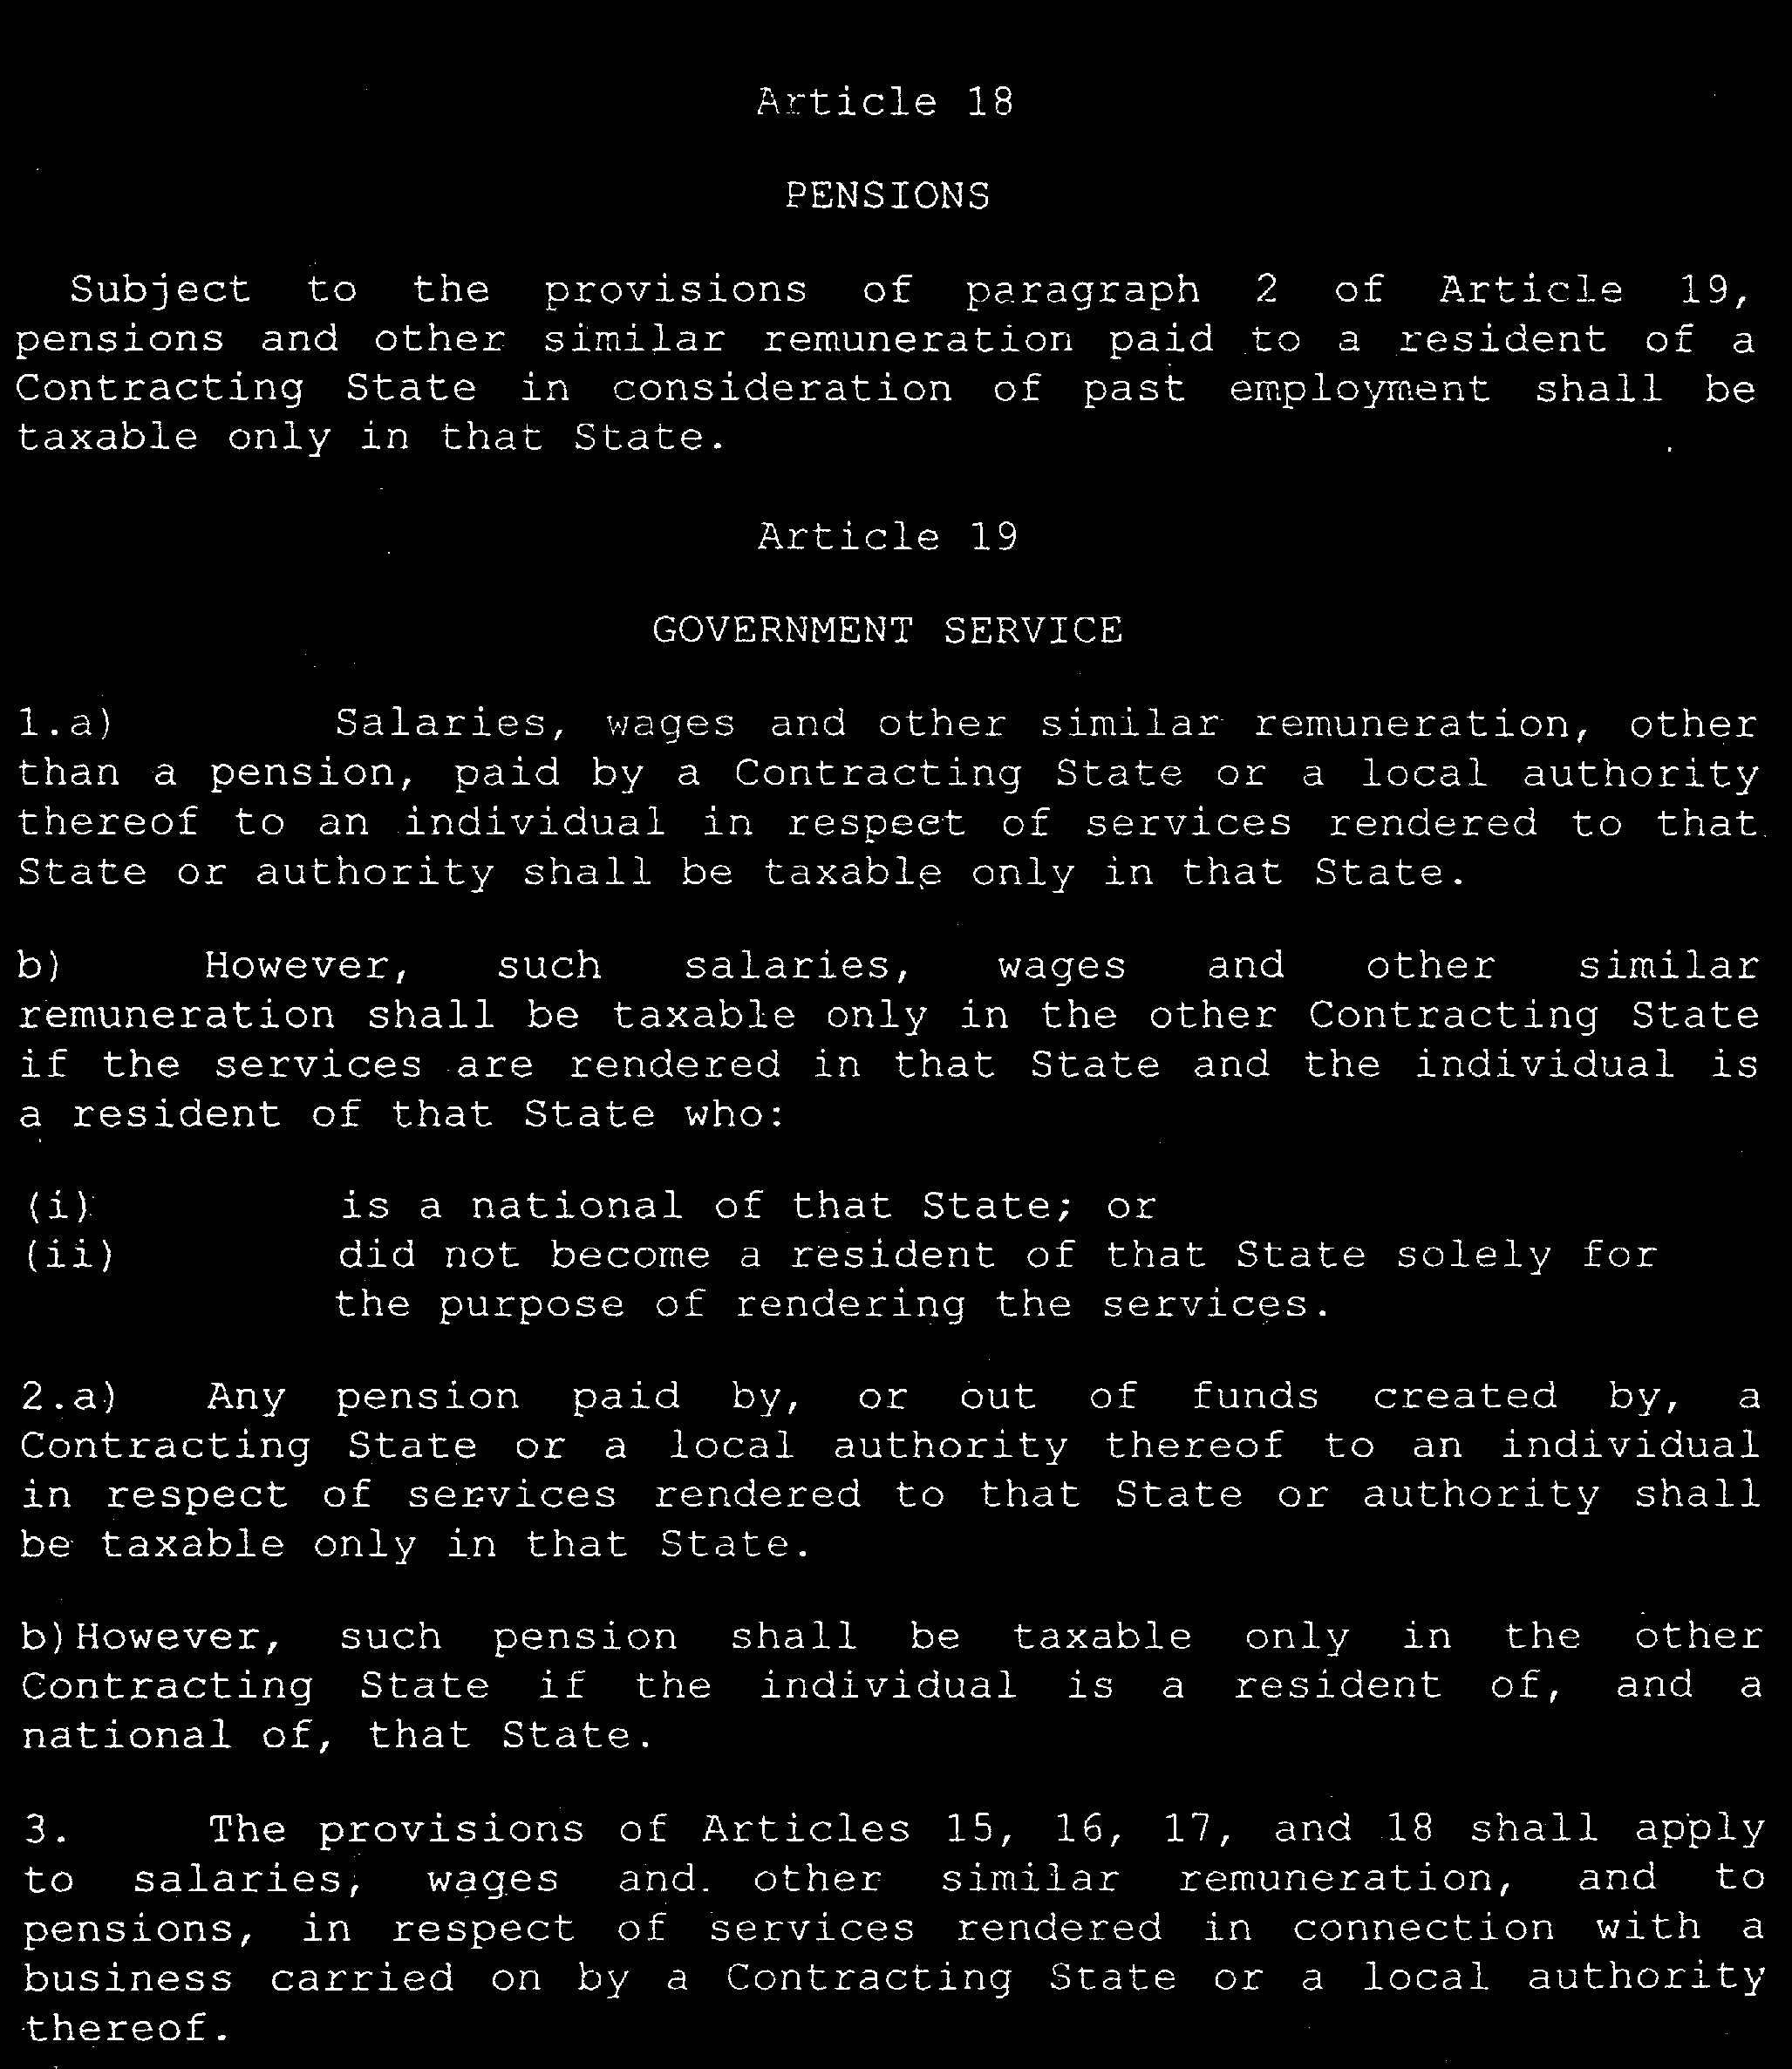 Article 18
PENSIONS
Subject to the provisions of paragraph 2 of Article 19,
pensions and other similar remuneration paid to a resident of a
Contracting State in consideration of past employment shall be
taxable only in that State.
Article 19
GOVERNMENT SERVICE
1.a) Salaries, wages and other similar remuneration, other
than a pension, paid by a Contracting State or a local authority
thereof to an individual in respect of services rendered to that
State or authority shall be taxable only in that State.
b) However, such salaries, wages and other similar
remuneration shall be taxable only in the other Contracting State
if the services are rendered in that State and the individual is
a resident of that State who:
(i) is a national of that State; or
(ii) did not become a resident of that State solely for
the purpose of rendering the services.
2.a) Any pension paid by, or out of funds created by, a
Contracting State or a local authority thereof to an individual
in respect of services rendered to that State or authority shall
be taxable only in that State.
b)However, such pension shall be taxable only in the other
Contracting State if the individual is a resident of, and a
national of, that State.
3. The provisions of Articles 15, 16, 17, and 18 shall apply
to salaries, wages and other similar remuneration, and to
pensions, in respect of services rendered in connection with a
business carried on by a Contracting State or a local authority
thereof.